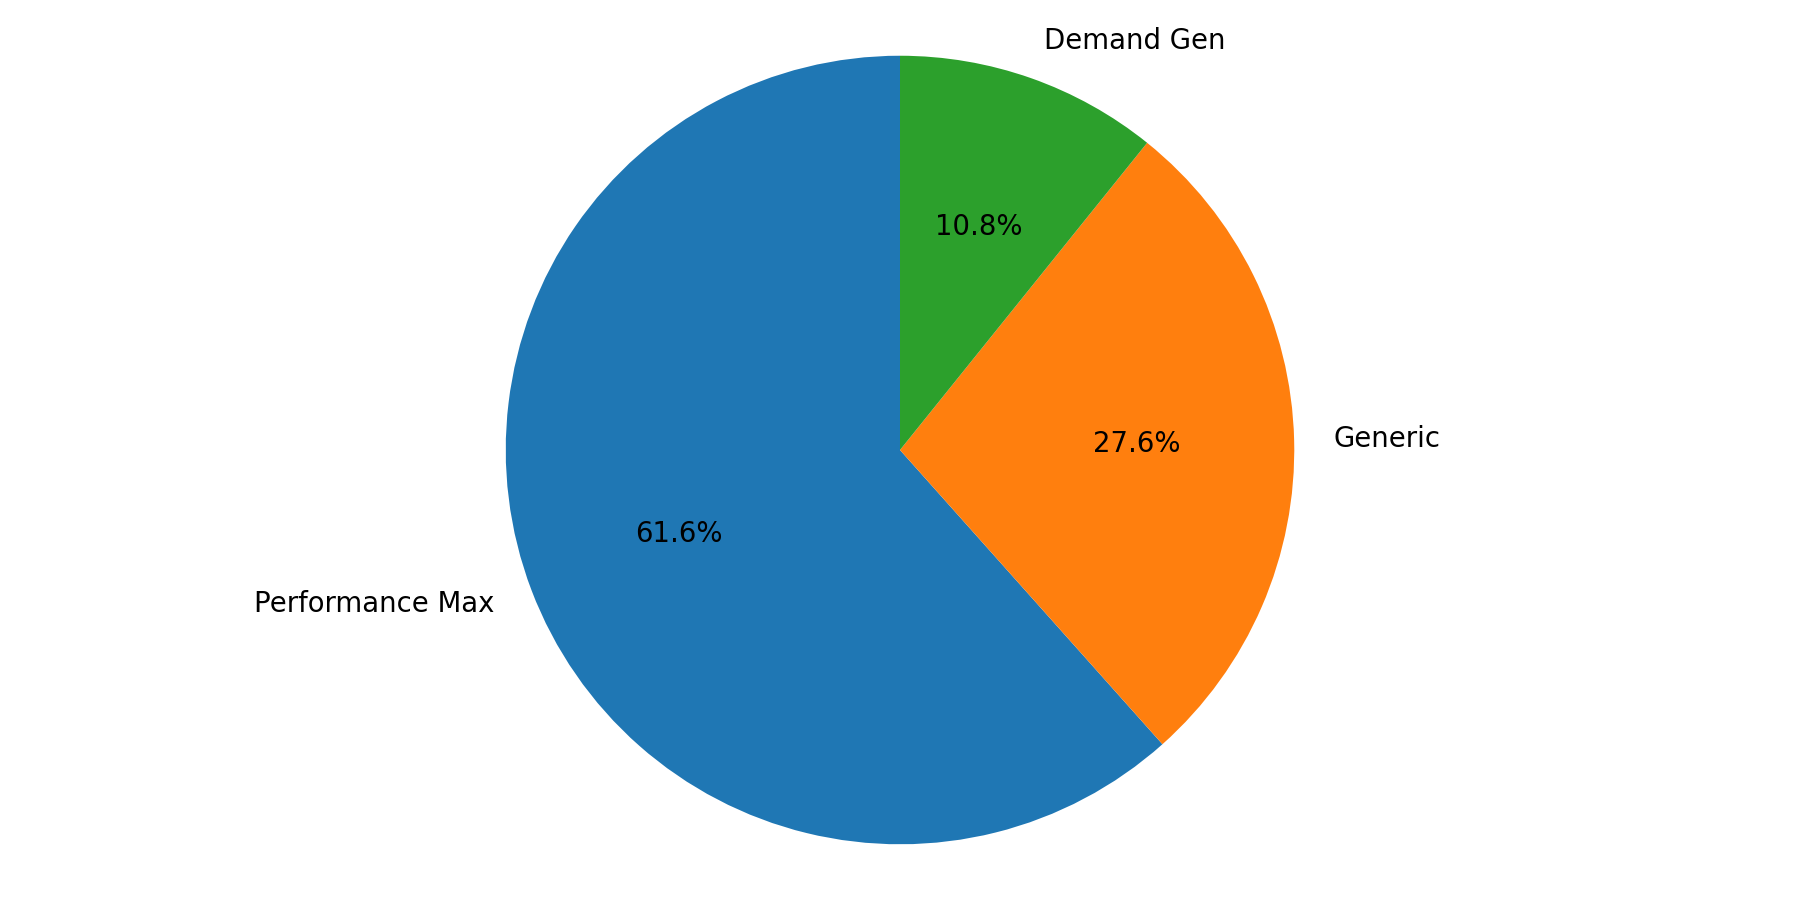 Demand Gen
10.8%
27.6%
Generic
61.6%
Performance Max